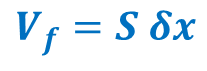 V_f = S δx